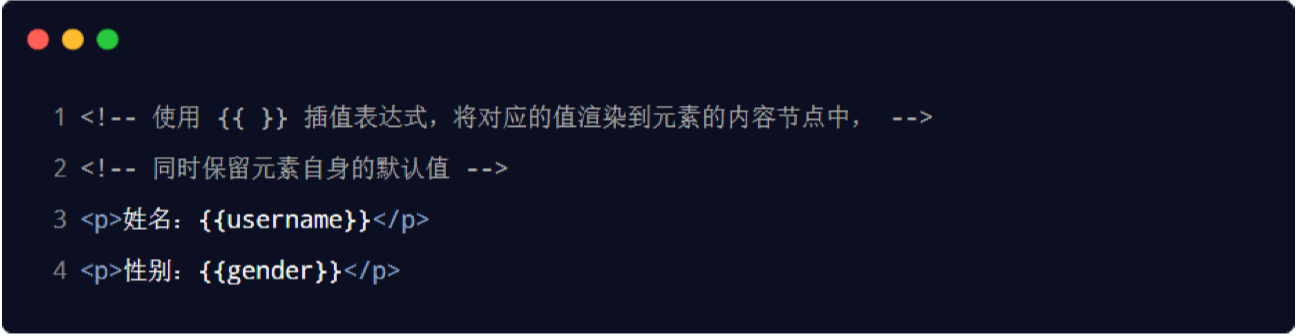 1 <!-- 使用 {{ }} 插值表达式，将对应的值渲染到元素的内容节点中， -->
2 <!-- 同时保留元素自身的默认值 -->
3 <p>姓名：{{username}}</p>
4 <p>性别：{{gender}}</p>